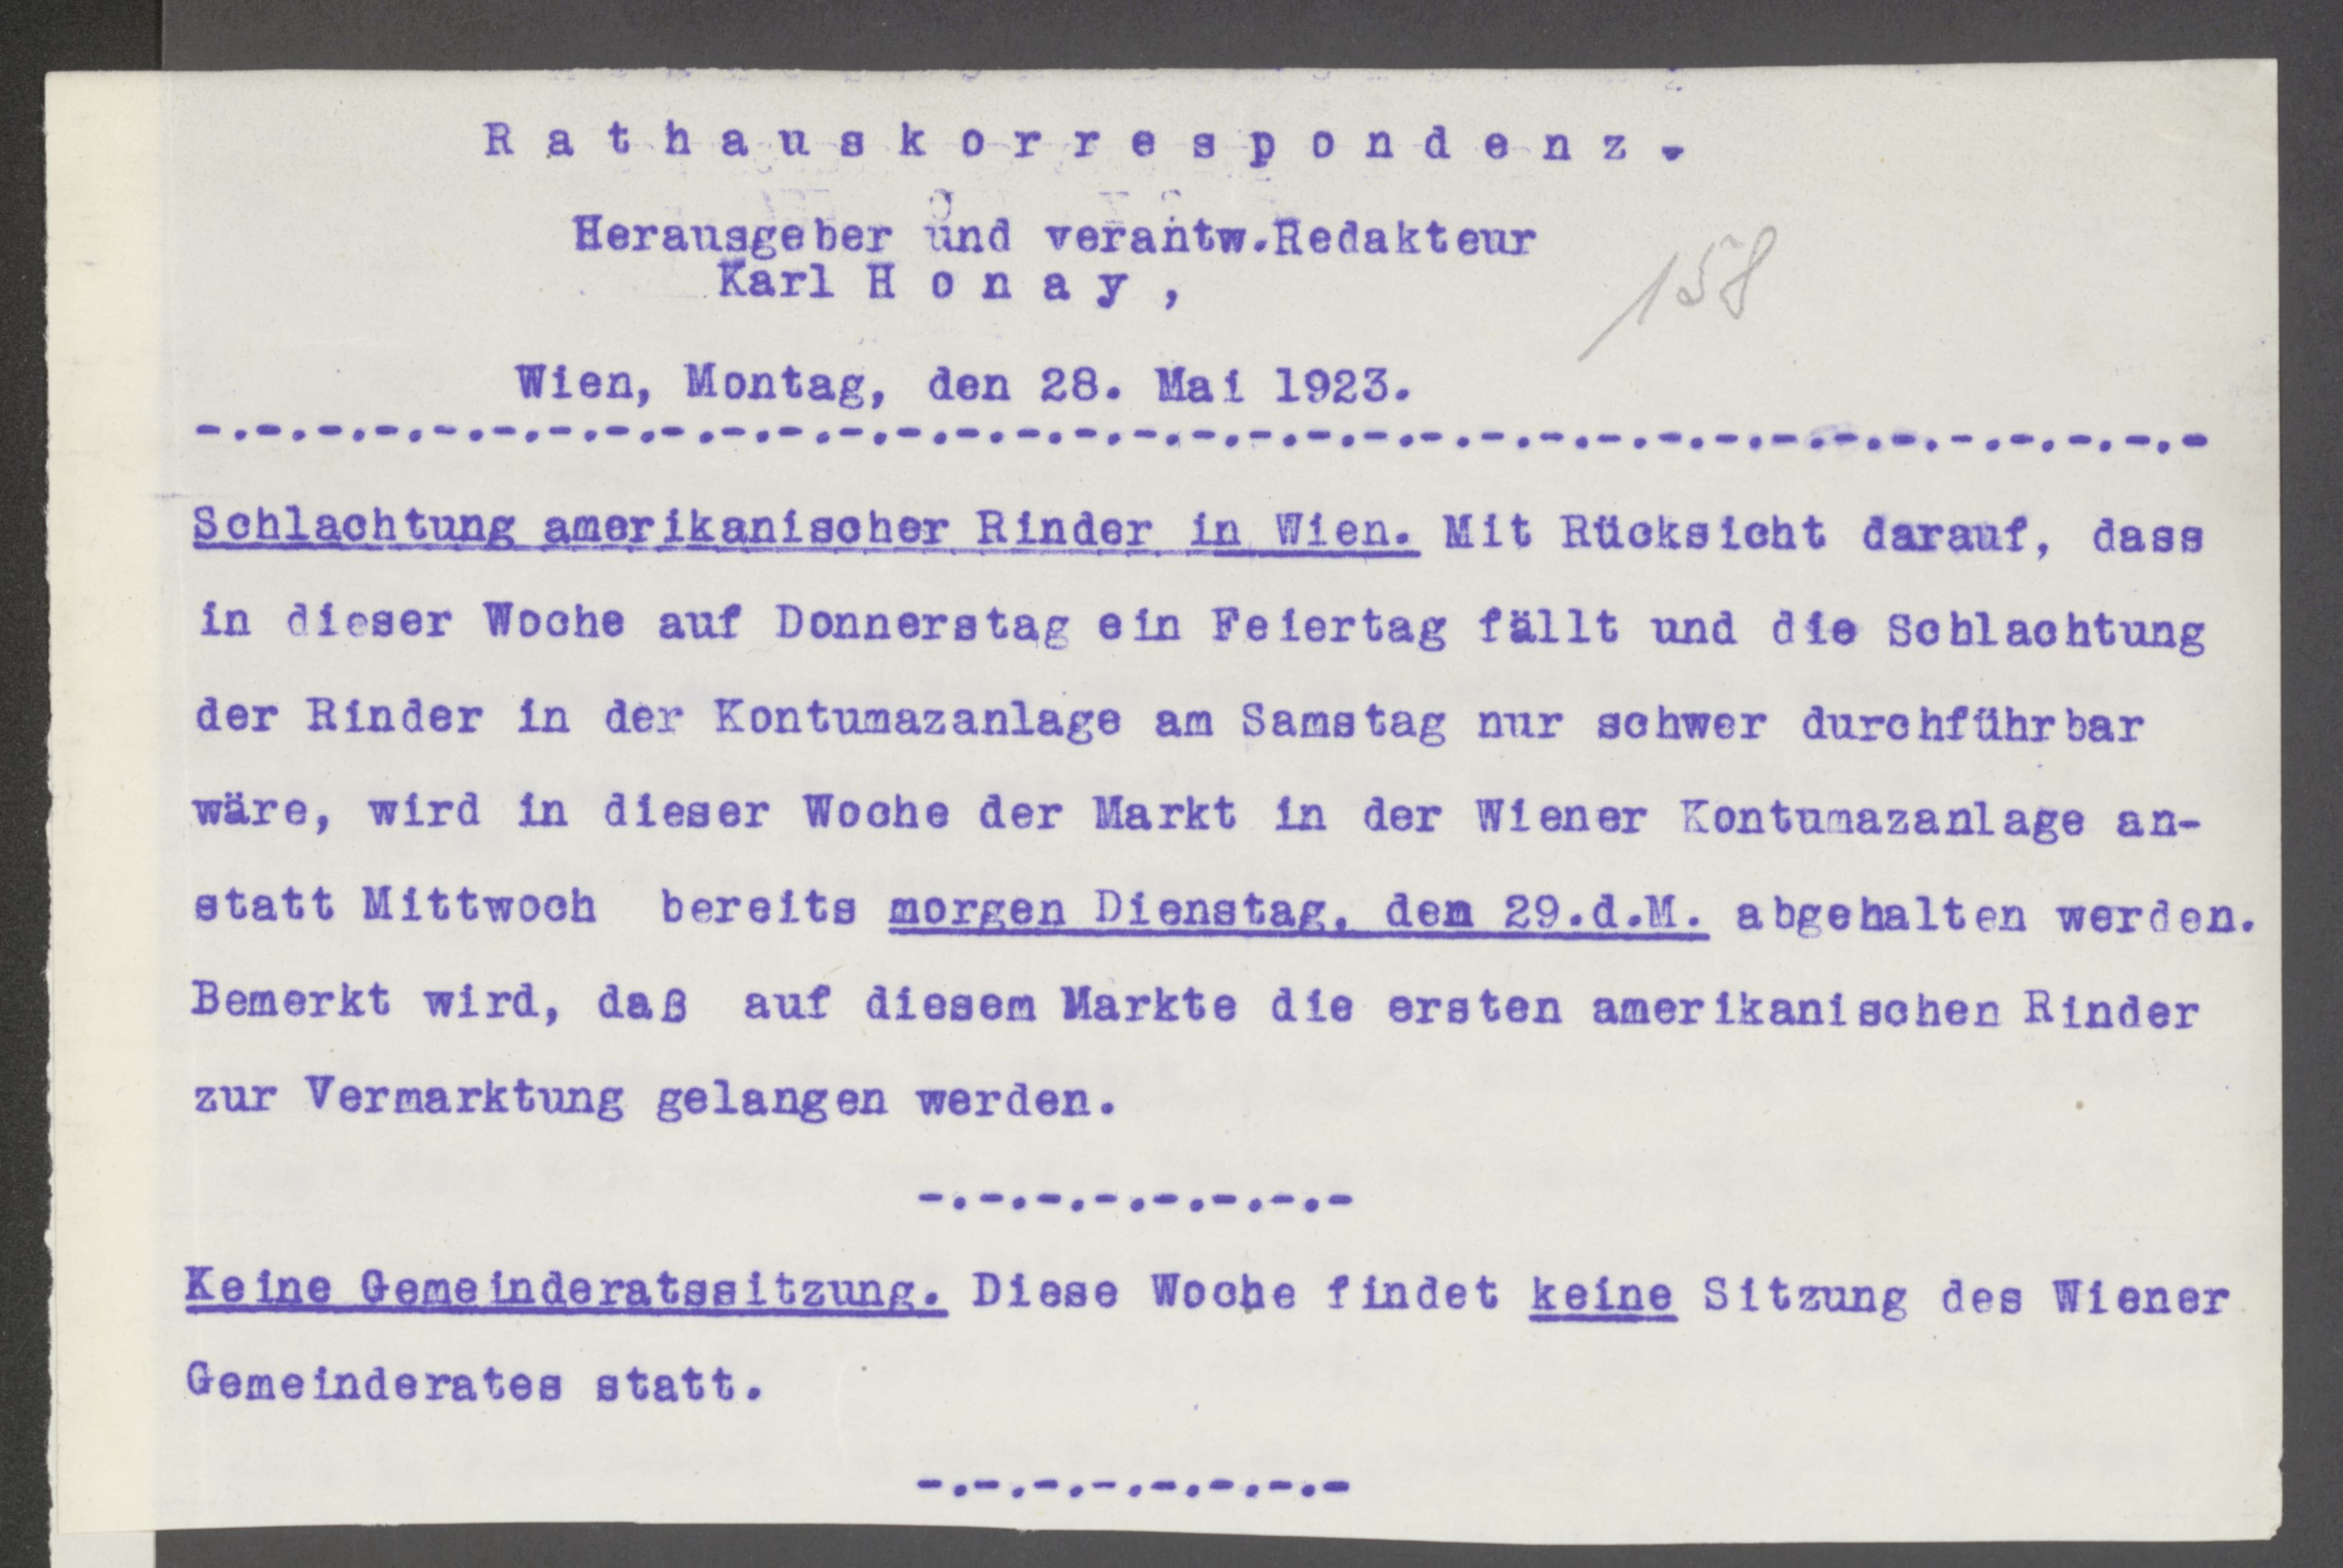 Rathauskorrespondenz.
Herausgeber und verantw.Redakteur
Karl Honay,
158
Wien, Montag, den 28. Mai 1923.
-.-.-.-.-.-.-.-.-.-.-.-.-.-.-.-.-.-.-.-.-.-.-.-.-.-.-.-.-.-.-.-.-.-.-
Schlachtung amerikanischer Rinder in Wien. Mit Rücksicht darauf, dass
in dieser Woche auf Donnerstag ein Feiertag fällt und die Schlachtung
der Rinder in der Kontumazanlage am Samstag nur schwer durchführbar
wäre, wird in dieser Woche der Markt in der Wiener Kontumazanlage an-
statt Mittwoch bereits morgen Dienstag, den 29.d.M. abgehalten werden.
Bemerkt wird, daß auf diesem Markte die ersten amerikanischen Rinder
zur Vermarktung gelangen werden.
-.-.-.-.-.-.-.-
Keine Gemeinderatssitzung. Diese Woche findet keine Sitzung des Wiener
Gemeinderates statt.
-.-.-.-.-.-.-.-